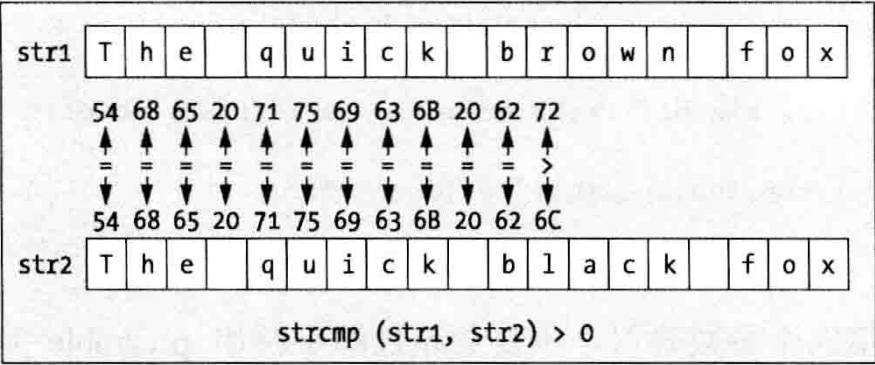 str1 T h e q u i c k b r o w n f o x
54 68 65 20 71 75 69 63 6B 20 62 72
= = = = = = = = = = = >
54 68 65 20 71 75 69 63 6B 20 62 6C
str2 T h e q u i c k b l a c k f o x
strcmp (str1, str2) > 0